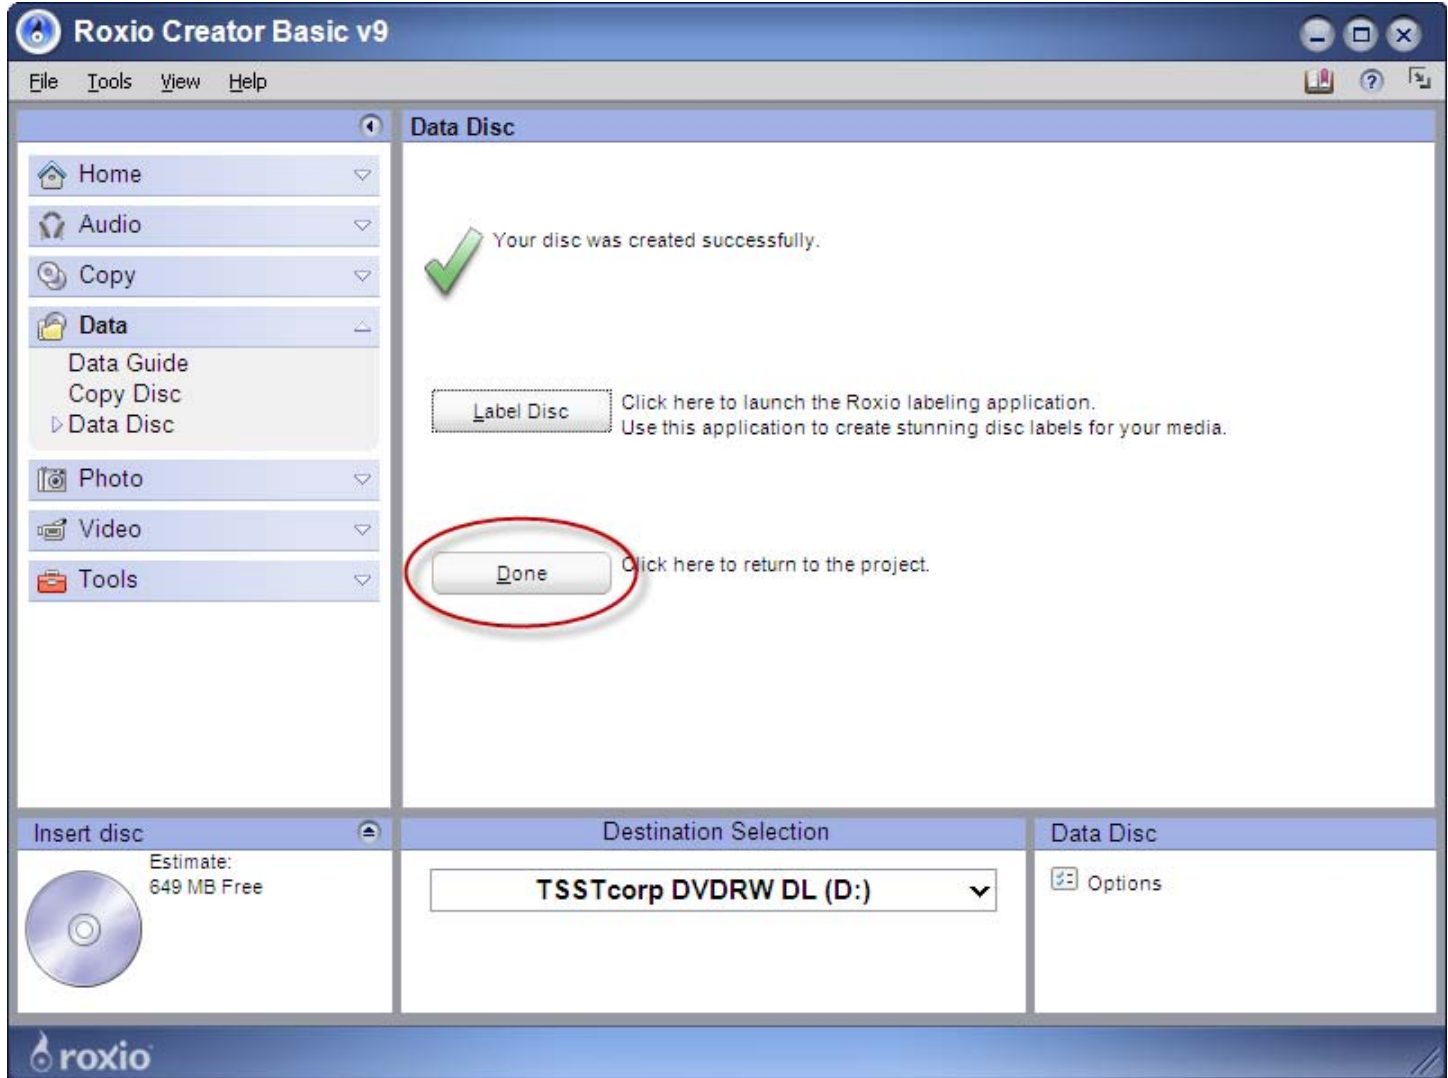 Roxio Creator Basic v9
File Tools View Help
Data Disc
Home
Audio
Copy
Data
Data Guide
Copy Disc
Data Disc
Photo
Video
Tools
Your disc was created successfully.
Label Disc
Click here to launch the Roxio labeling application.
Use this application to create stunning disc labels for your media.
Done
Click here to return to the project.
Insert disc
Estimate:
649 MB Free
Destination Selection
TSSTcorp DVDRW DL (D:)
Data Disc
Options
roxio